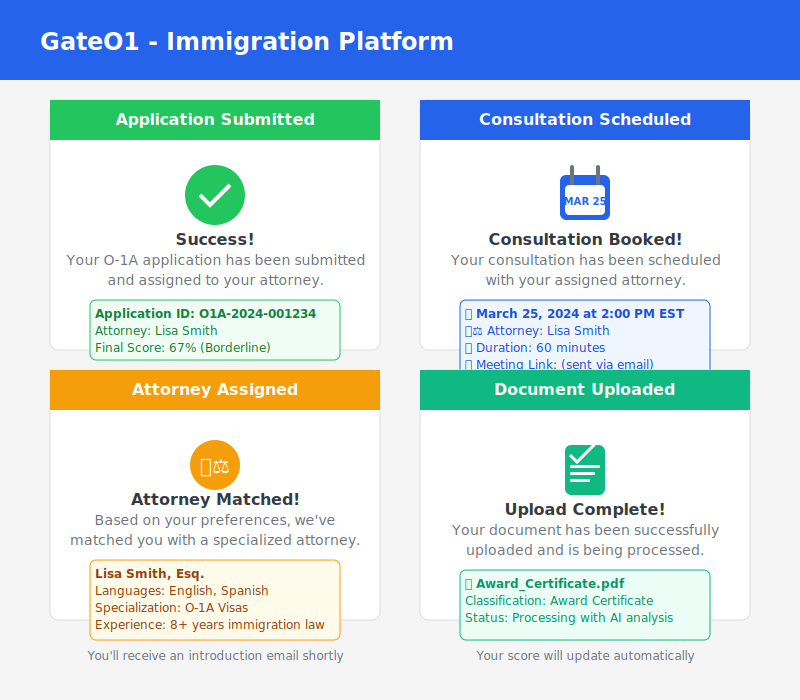 GateO1 - Immigration Platform
Application Submitted
Success!
Your O-1A application has been submitted
and assigned to your attorney.
Application ID: O1A-2024-001234
Attorney: Lisa Smith
Final Score: 67% (Borderline)
Consultation Scheduled
MAR 25
Consultation Booked!
Your consultation has been scheduled
with your assigned attorney.
March 25, 2024 at 2:00 PM EST
⚖ Attorney: Lisa Smith
Duration: 60 minutes
Meeting Link: (sent via email)
Attorney Assigned
⚖
Attorney Matched!
Based on your preferences, we've
matched you with a specialized attorney.
Lisa Smith, Esq.
Languages: English, Spanish
Specialization: O-1A Visas
Experience: 8+ years immigration law
You'll receive an introduction email shortly
Document Uploaded
Upload Complete!
Your document has been successfully
uploaded and is being processed.
Award_Certificate.pdf
Classification: Award Certificate
Status: Processing with AI analysis
Your score will update automatically